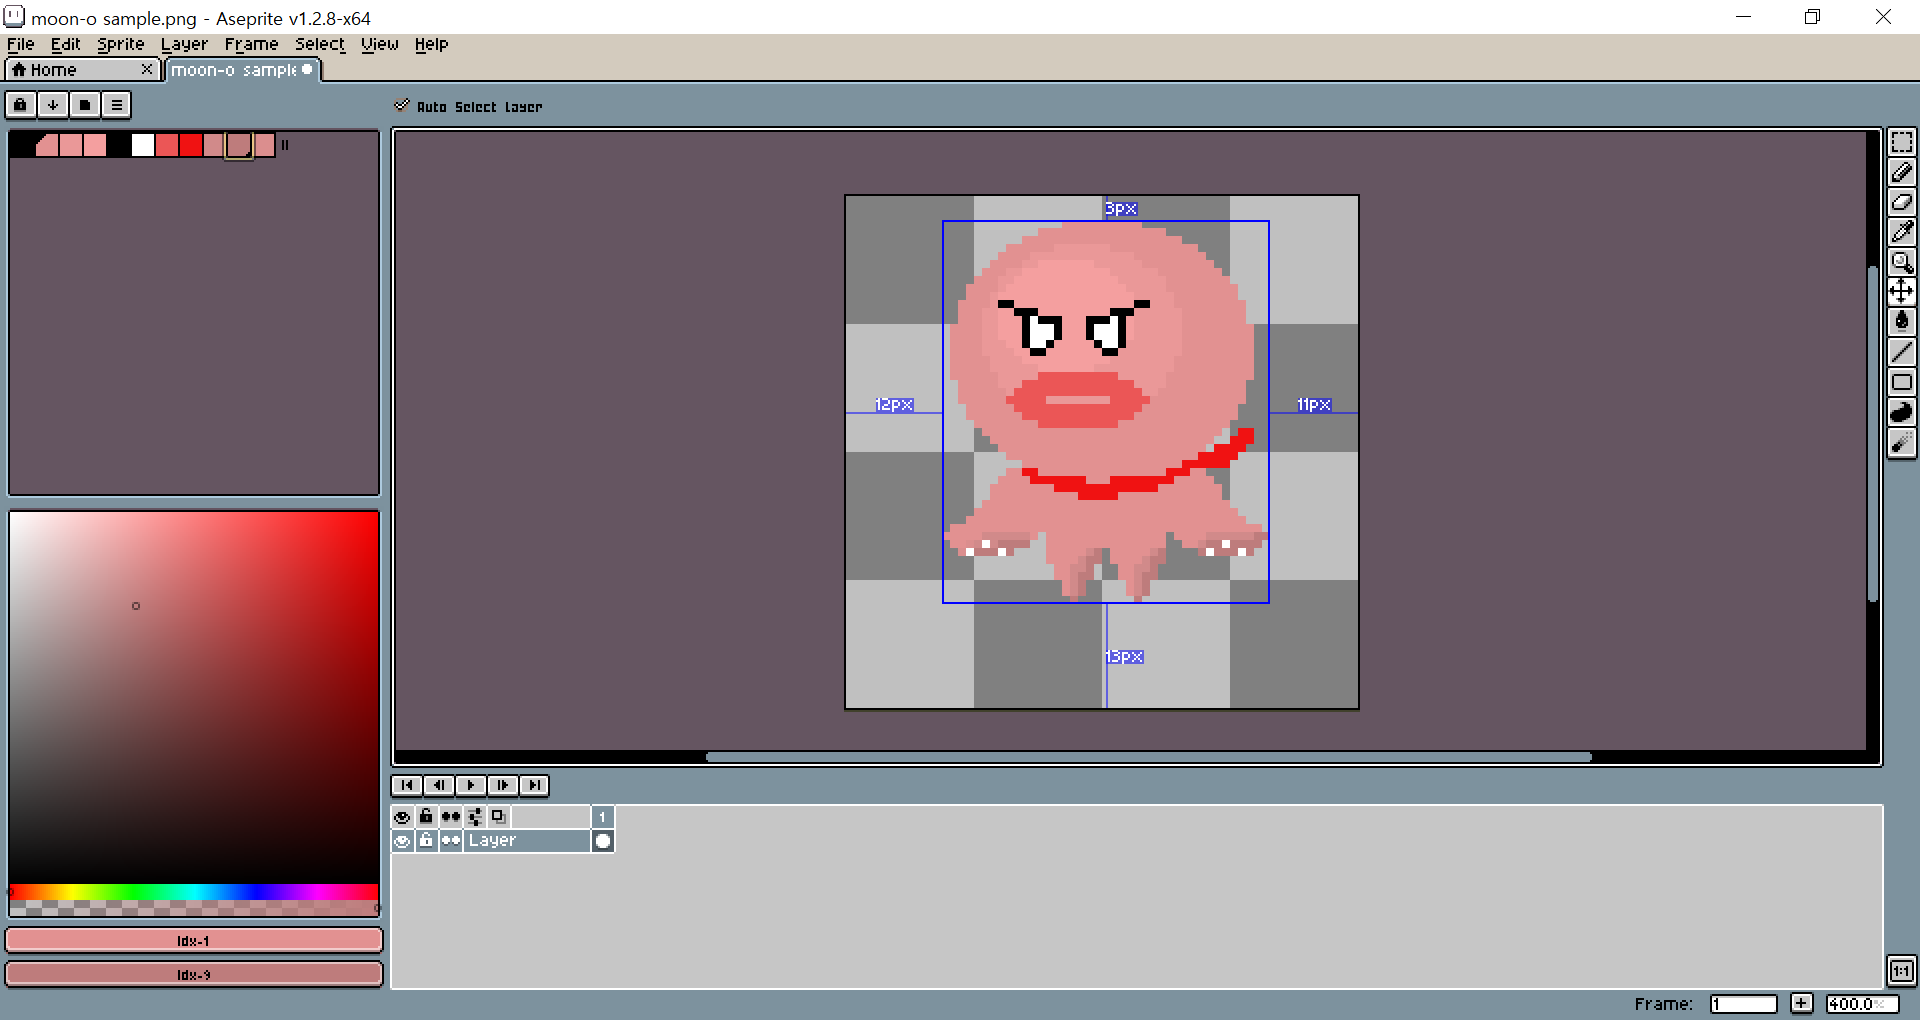 moon-o sample.png - Aseprite v1.2.8-x64
File Edit Sprite Layer Frame Select View Help
Home
moon-o sample
Auto Select Layer
3px
12px
11px
13px
1
Layer
Idx-1
Idx-9
1:1
Frame: 1
400.0